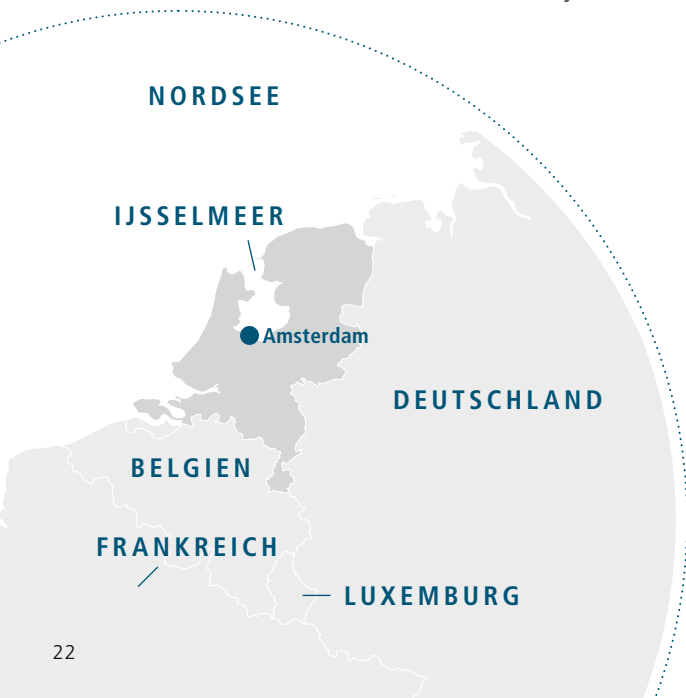 NORDSEE
IJSSELMEER
Amsterdam
DEUTSCHLAND
BELGIEN
FRANKREICH
LUXEMBURG
22